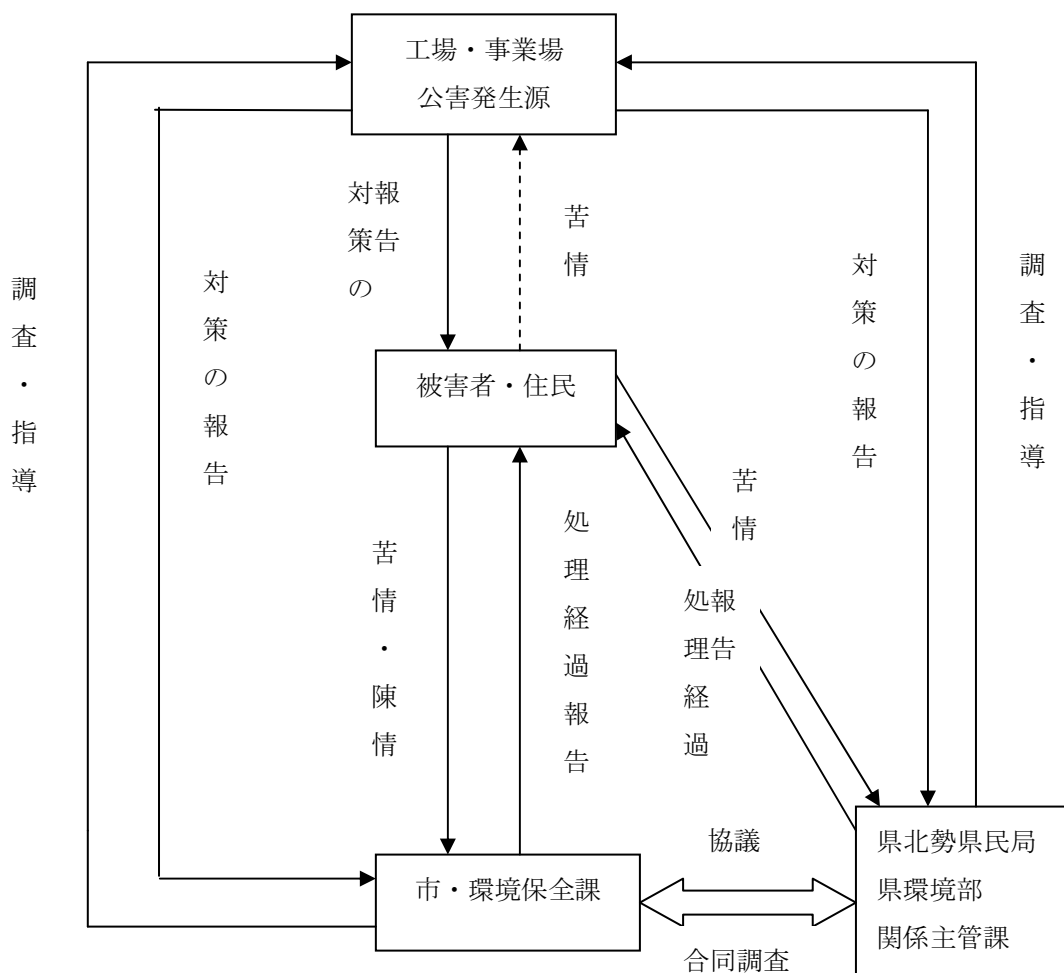 工場・事業場
公害発生源
対策の
報告
苦情
調査・指導
対策の報告
対策の報告
調査・指導
被害者・住民
苦情・陳情
処理経過報告
苦情
処理経過
報告
協議
市・環境保全課
合同調査
県北勢県民局
県環境部
関係主管課